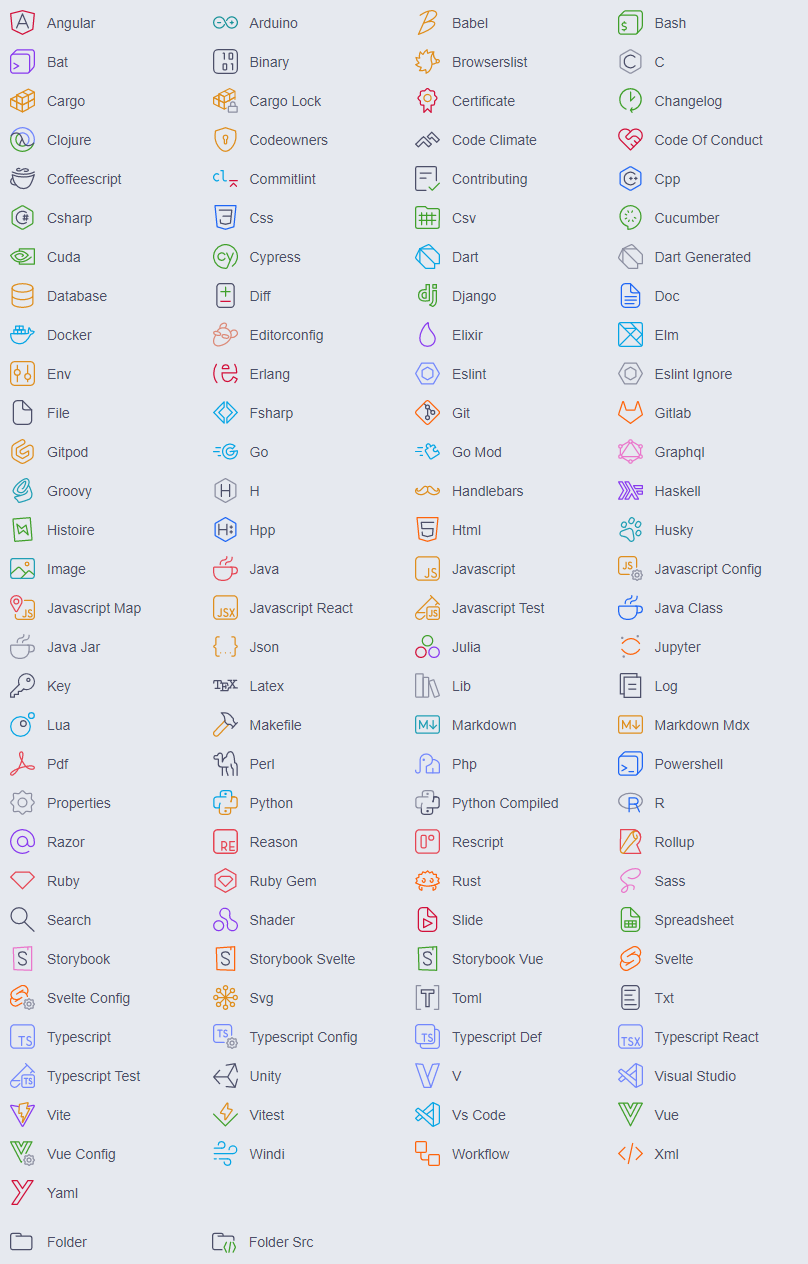 Angular Arduino Babel Bash
Bat Binary Browserslist C
Cargo Cargo Lock Certificate Changelog
Clojure Codeowners Code Climate Code Of Conduct
Coffeescript Commitlint Contributing Cpp
Csharp Css Csv Cucumber
Cuda Cypress Dart Dart Generated
Database Diff Django Doc
Docker Editorconfig Elixir Elm
Env Erlang Eslint Eslint Ignore
File Fsharp Git Gitlab
Gitpod Go Go Mod Graphql
Groovy H Handlebars Haskell
Histoire Hpp Html Husky
Image Java Javascript Javascript Config
Javascript Map Javascript React Javascript Test Java Class
Java Jar Json Julia Jupyter
Key Latex Lib Log
Lua Makefile Markdown Markdown Mdx
Pdf Perl Php Powershell
Properties Python Python Compiled R
Razor Reason Rescript Rollup
Ruby Ruby Gem Rust Sass
Search Shader Slide Spreadsheet
Storybook Storybook Svelte Storybook Vue Svelte
Svelte Config Svg Toml Txt
Typescript Typescript Config Typescript Def Typescript React
Typescript Test Unity V Visual Studio
Vite Vitest Vs Code Vue
Vue Config Windi Workflow Xml
Yaml
Folder Folder Src